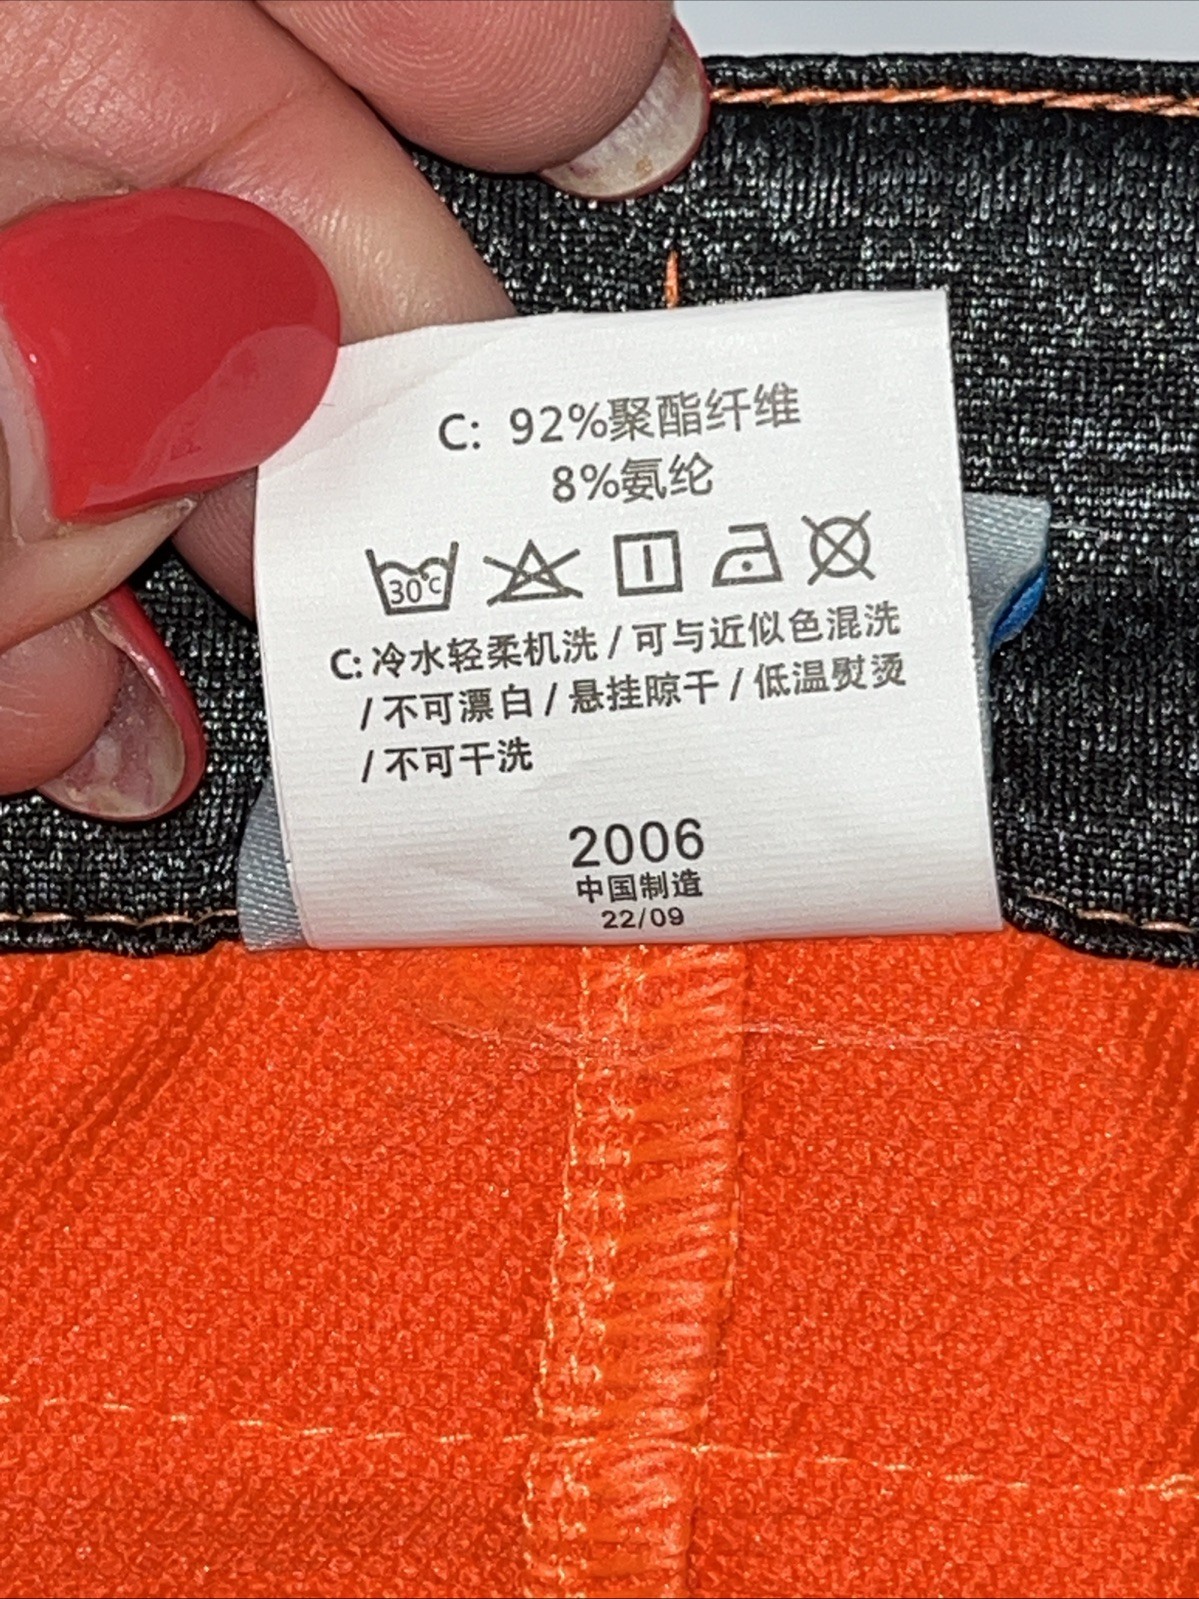 C: 92%聚酯纤维
8%氨纶
30°c
C: 冷水轻柔机洗 / 可与近似色混洗
/ 不可漂白 / 悬挂晾干 / 低温熨烫
/ 不可干洗
2006
中国制造
22/09